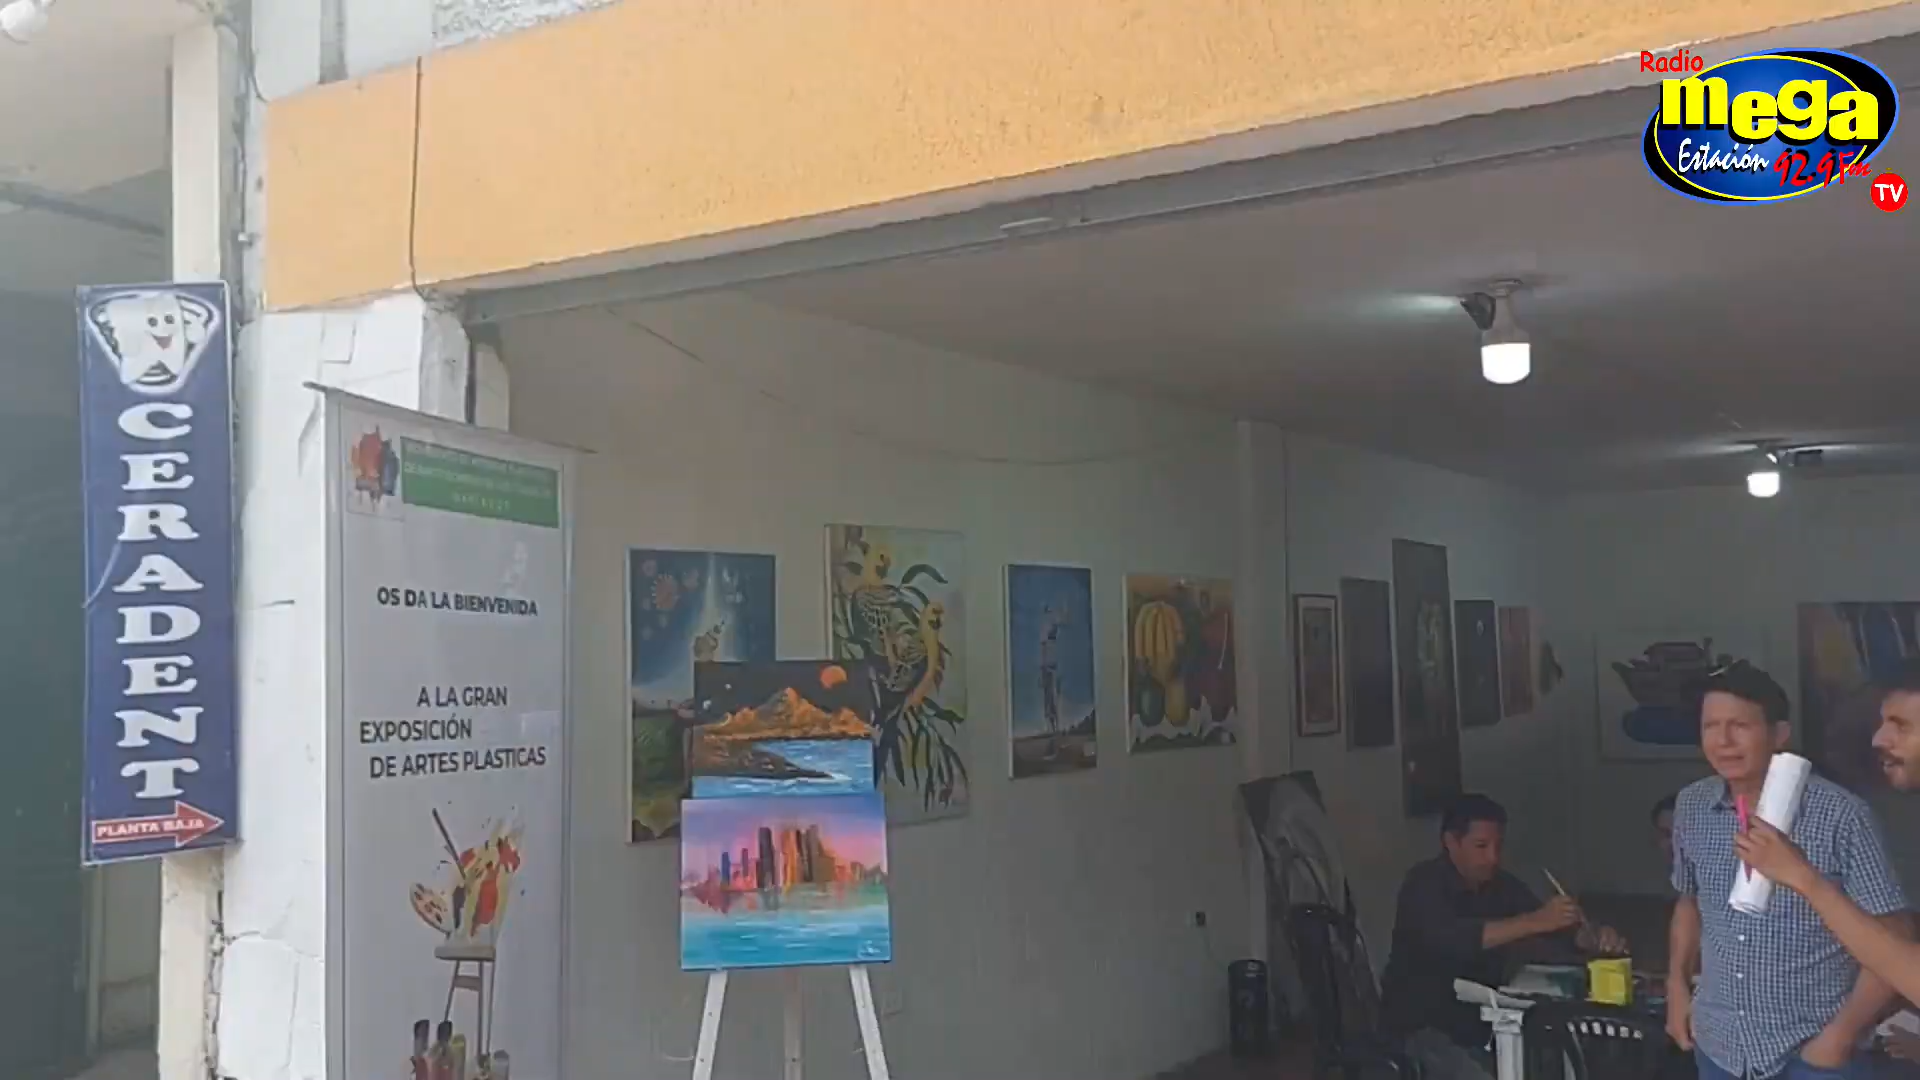 Radio
mega
Estación 92.9 Fm
TV
CERADENT
PLANTA BAJA
OS DA LA BIENVENIDA
A LA GRAN
EXPOSICIÓN
DE ARTES PLASTICAS